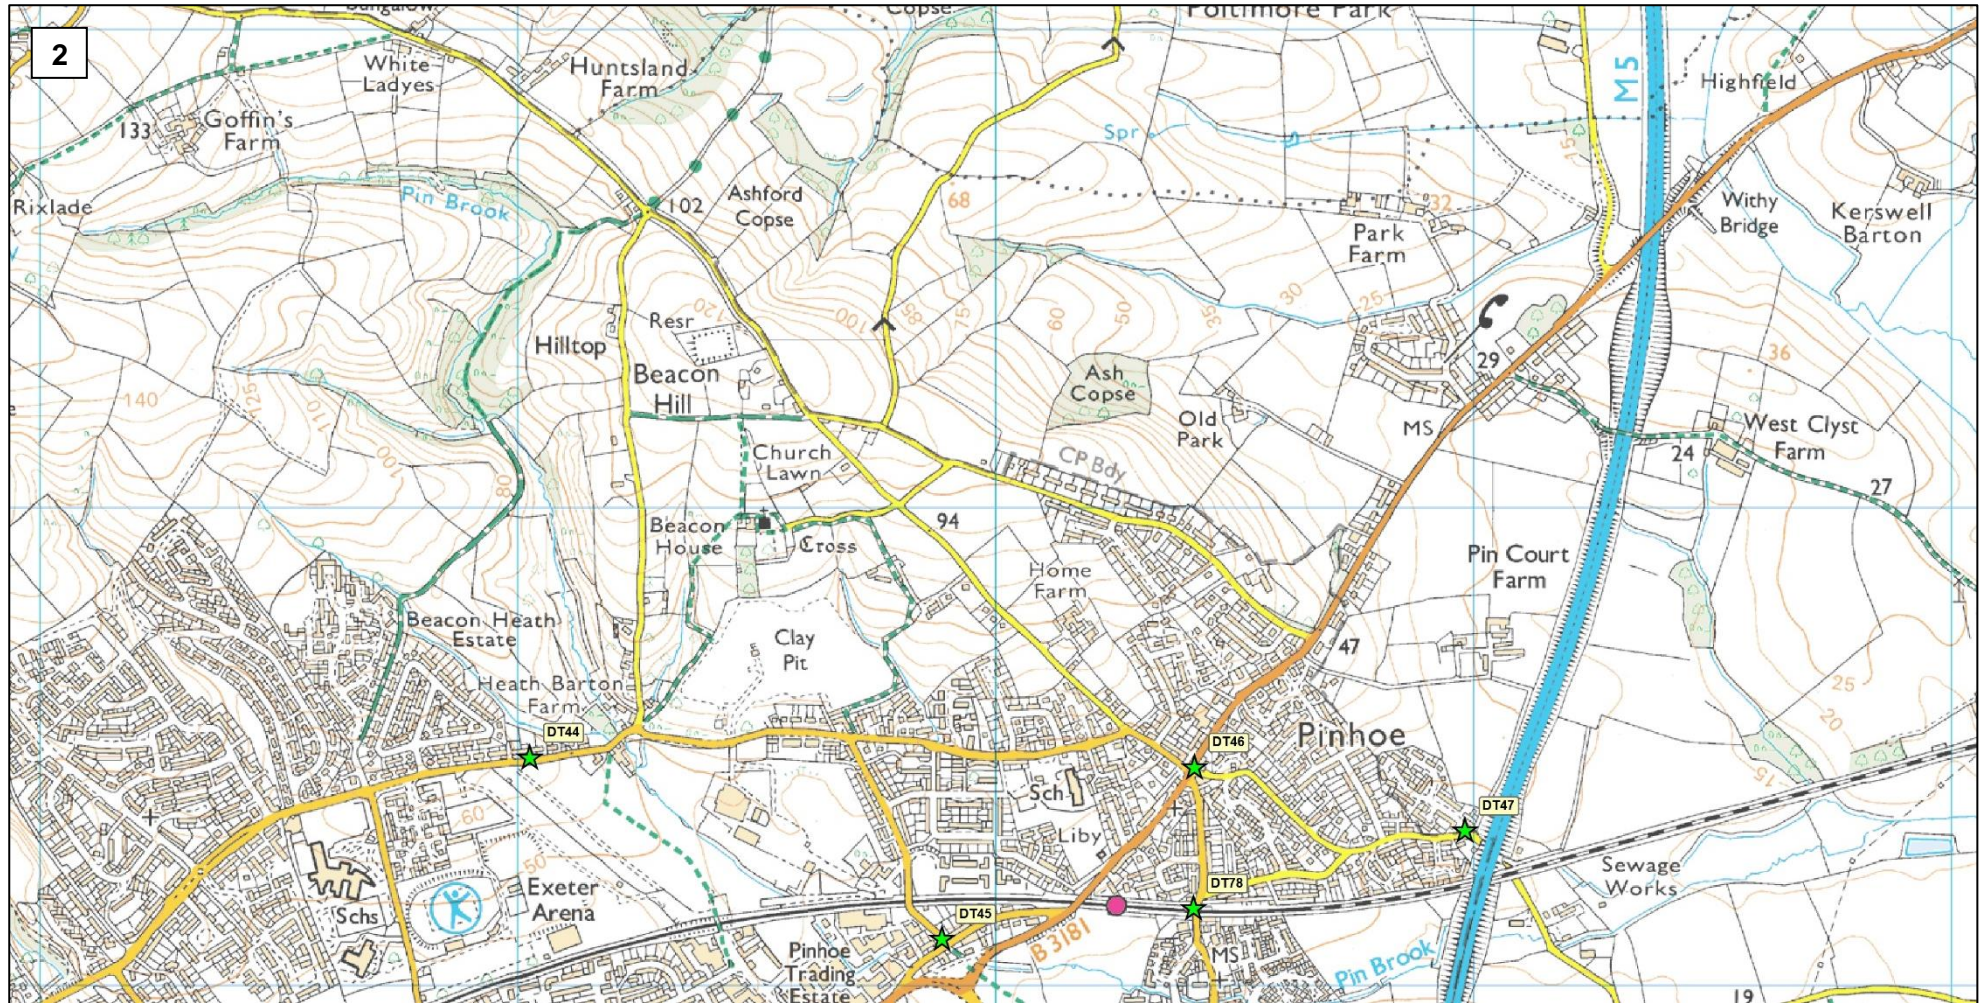 2
Bungalow
Copse
Poltimore Park
White
Ladyes
Huntsland
Farm
M5
Highfield
133
Goffin's
Farm
Spr
15
Rixlade
Pin Brook
102
Ashford
Copse
68
32
Withy
Bridge
Kerswell
Barton
Park
Farm
Resr
120
100
85
75
60
50
35
30
25
Hilltop
29
36
Beacon
Hill
Ash
Copse
140
125
110
Old
Park
MS
West Clyst
Farm
24
Church
Lawn
CP Bdy
100
80
27
94
Beacon
House
Cross
Pin Court
Farm
Home
Farm
Beacon Heath
Estate
Clay
Pit
47
Heath Barton
Farm
25
20
DT44
DT46
Pinhoe
15
Sch
DT47
60
Liby
50
Sewage
Works
Exeter
Arena
DT78
Schs
DT45
B 3181
Pinhoe
Trading
Estate
MS
Pin Brook
19